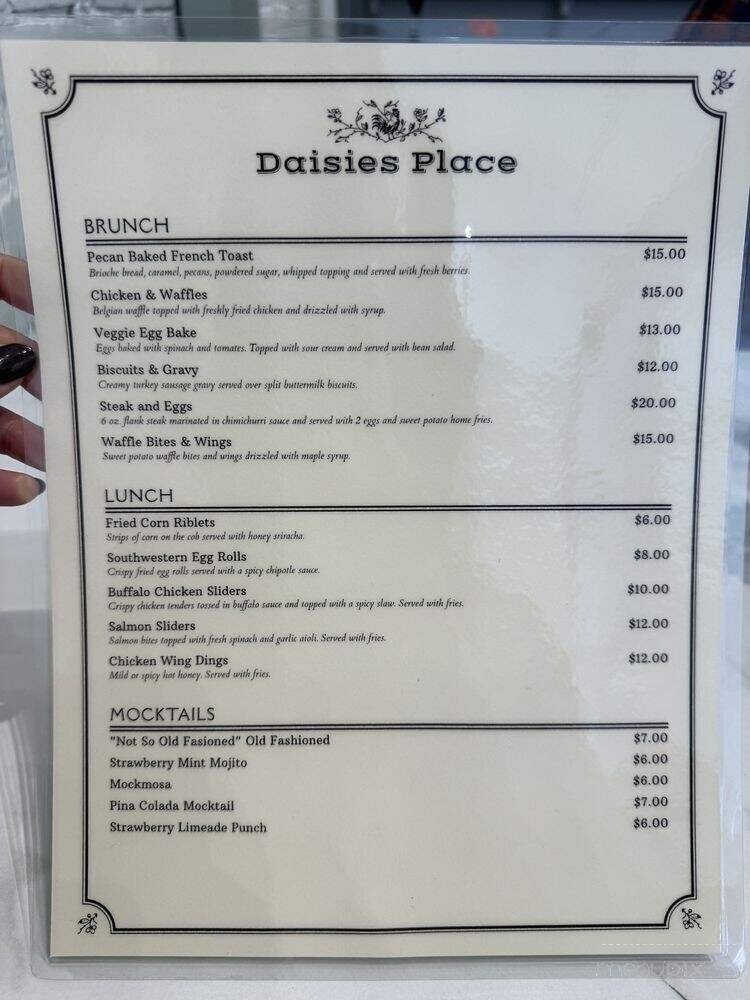 Daisies Place
BRUNCH
Pecan Baked French Toast $15.00
Brioche bread, caramel, pecans, powdered sugar, whipped topping and served with fresh berries.
Chicken & Waffles $15.00
Belgian waffle topped with freshly fried chicken and drizzled with syrup.
Veggie Egg Bake $13.00
Eggs baked with spinach and tomatoes. Topped with sour cream and served with bean salad.
Biscuits & Gravy $12.00
Creamy turkey sausage gravy served over split buttermilk biscuits.
Steak and Eggs $20.00
6 oz. flank steak marinated in chimichurri sauce and served with 2 eggs and sweet potato home fries.
Waffle Bites & Wings $15.00
Sweet potato waffle bites and wings drizzled with maple syrup.
LUNCH
Fried Corn Riblets $6.00
Strips of corn on the cob served with honey sriracha.
Southwestern Egg Rolls $8.00
Crispy fried egg rolls served with a spicy chipotle sauce.
Buffalo Chicken Sliders $10.00
Crispy chicken tenders tossed in buffalo sauce and topped with a spicy slaw. Served with fries.
Salmon Sliders $12.00
Salmon bites topped with fresh spinach and garlic aioli. Served with fries.
Chicken Wing Dings $12.00
Mild or spicy hot honey. Served with fries.
MOCKTAILS
"Not So Old Fasioned" Old Fashioned $7.00
Strawberry Mint Mojito $6.00
Mockmosa $6.00
Pina Colada Mocktail $7.00
Strawberry Limeade Punch $6.00